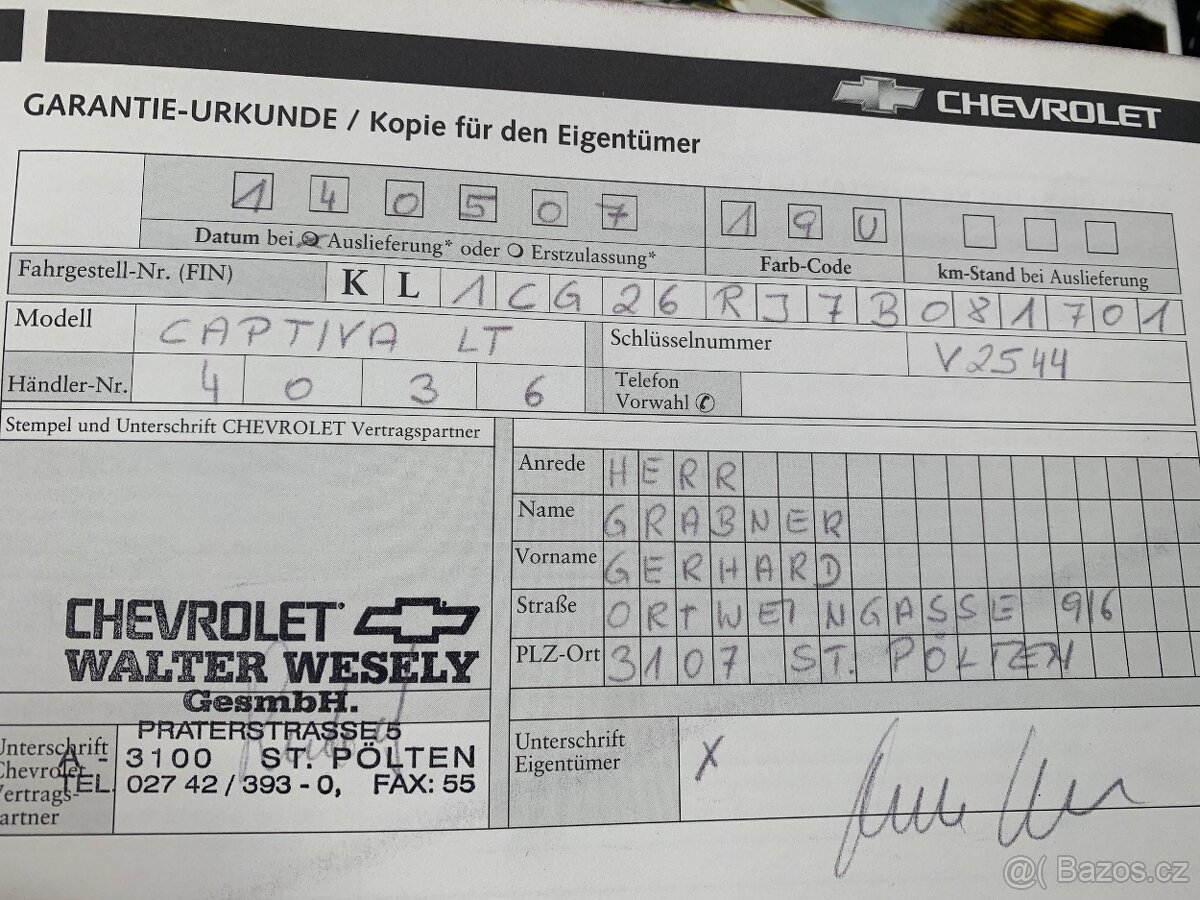 CHEVROLET
GARANTIE-URKUNDE / Kopie für den Eigentümer
1 4 0 5 0 7 1 9 U
Datum bei Auslieferung* oder Erstzulassung* Farb-Code km-Stand bei Auslieferung
Fahrgestell-Nr. (FIN) K L 1 C G 2 6 R J 7 B 0 8 1 7 0 1
Modell CAPTIVA LT Schlüsselnummer V2544
Händler-Nr. 4 0 3 6 Telefon Vorwahl ✆
Stempel und Unterschrift CHEVROLET Vertragspartner
Anrede HERR
Name GRABNER
Vorname GERHARD
Straße ORTWEINGASSE 9/6
PLZ-Ort 3107 ST. PÖLTEN
CHEVROLET
WALTER WESELY
GesmbH.
PRATERSTRASSE 5
A - 3100 ST. PÖLTEN
TEL. 027 42 / 393 - 0, FAX: 55
Unterschrift Chevrolet Vertrags-partner
Unterschrift Eigentümer X
@( Bazos.cz